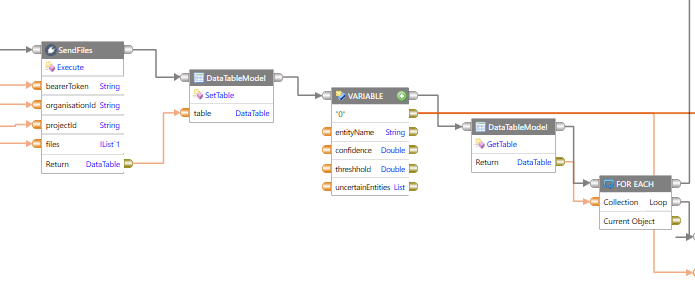 SendFiles
Execute
bearerToken String
organisationId String
projectId String
files IList`1
Return DataTable
DataTableModel
SetTable
table DataTable
VARIABLE
"0"
entityName String
confidence Double
threshhold Double
uncertainEntities List
DataTableModel
GetTable
Return DataTable
FOR EACH
Collection Loop
Current Object